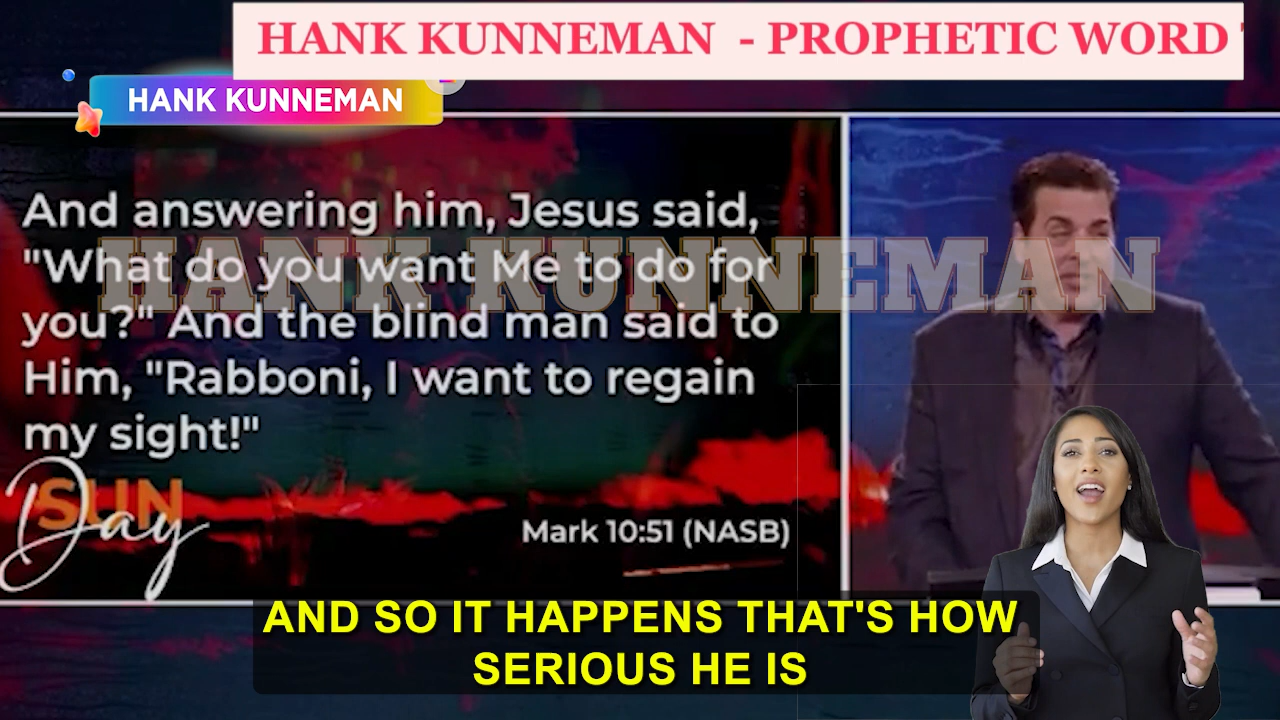 HANK KUNNEMAN - PROPHETIC WORD
HANK KUNNEMAN
And answering him, Jesus said,
"What do you want Me to do for
you?" And the blind man said to
Him, "Rabboni, I want to regain
my sight!"
HANK KUNNEMAN
SUN
Day
Mark 10:51 (NASB)
AND SO IT HAPPENS THAT'S HOW
SERIOUS HE IS